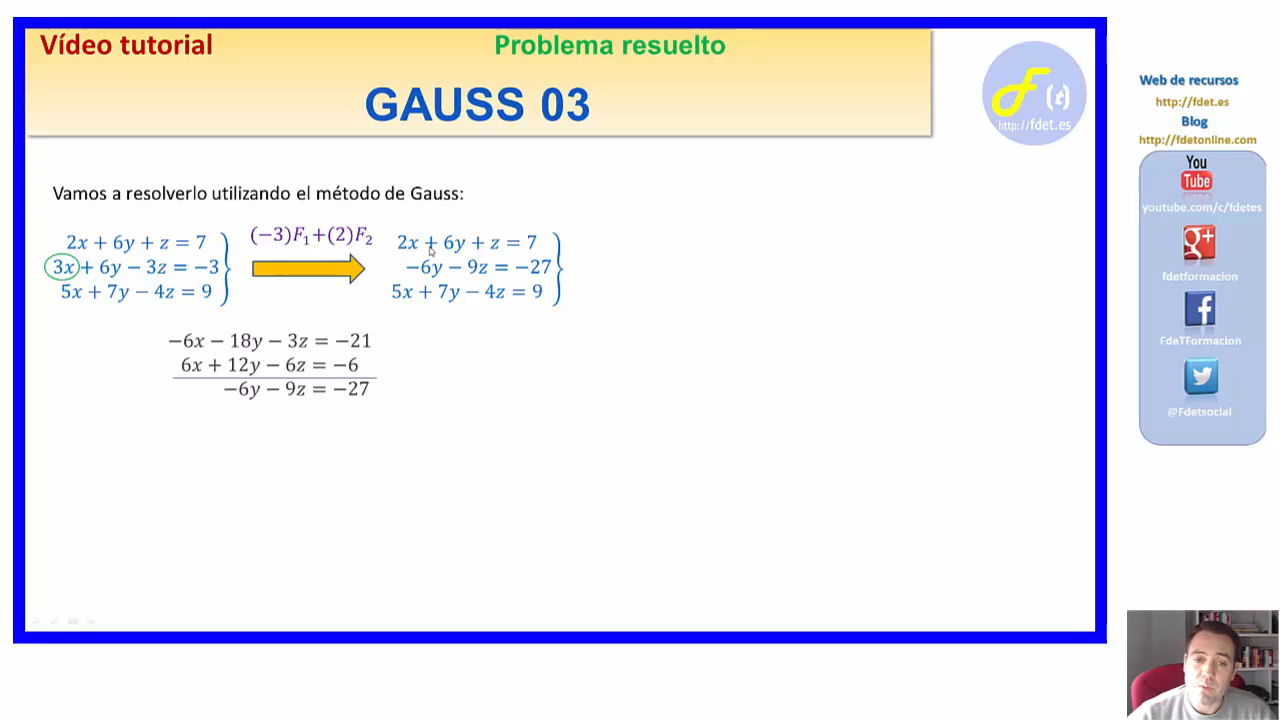 Vídeo tutorial
Problema resuelto
GAUSS 03
F(t)
http://fdet.es
Web de recursos
http://fdet.es
Blog
http://fdetonline.com
You
Tube
youtube.com/c/fdetes
g+1
fdetformacion
f
FdeTFormacion
@Fdetsocial
Vamos a resolverlo utilizando el método de Gauss:
2x + 6y + z = 7
3x + 6y − 3z = −3
5x + 7y − 4z = 9
(−3)F₁+(2)F₂
2x + 6y + z = 7
−6y − 9z = −27
5x + 7y − 4z = 9
−6x − 18y − 3z = −21
6x + 12y − 6z = −6
−6y − 9z = −27